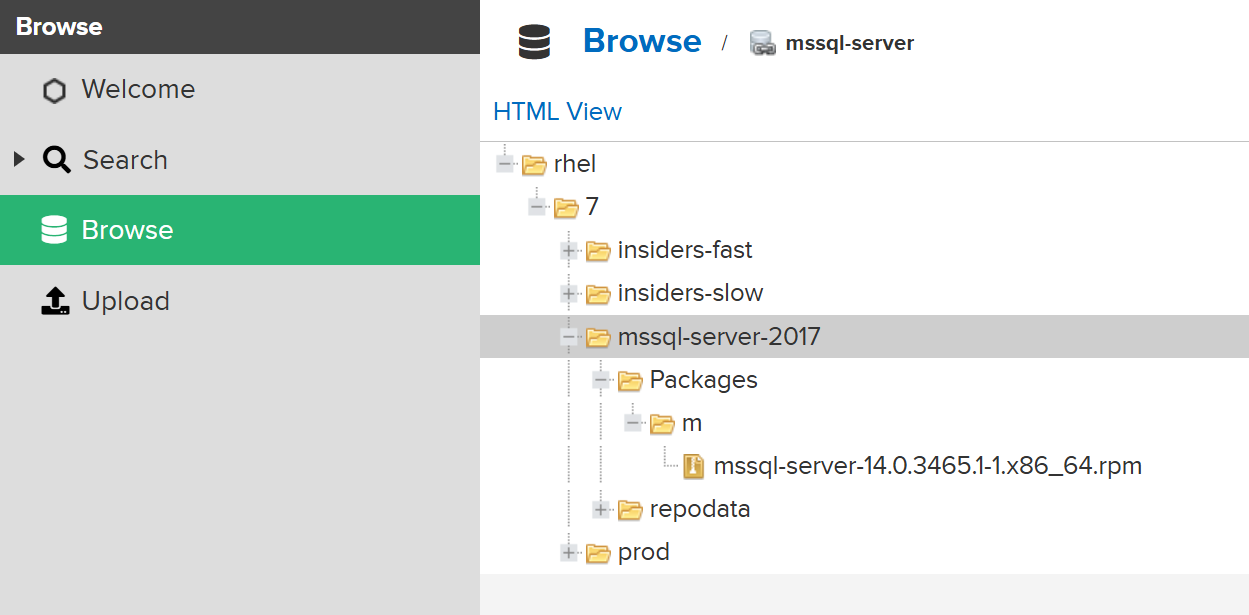 Browse
Welcome
Search
Browse
Upload
Browse / mssql-server
HTML View
rhel
7
insiders-fast
insiders-slow
mssql-server-2017
Packages
m
mssql-server-14.0.3465.1-1.x86_64.rpm
repodata
prod